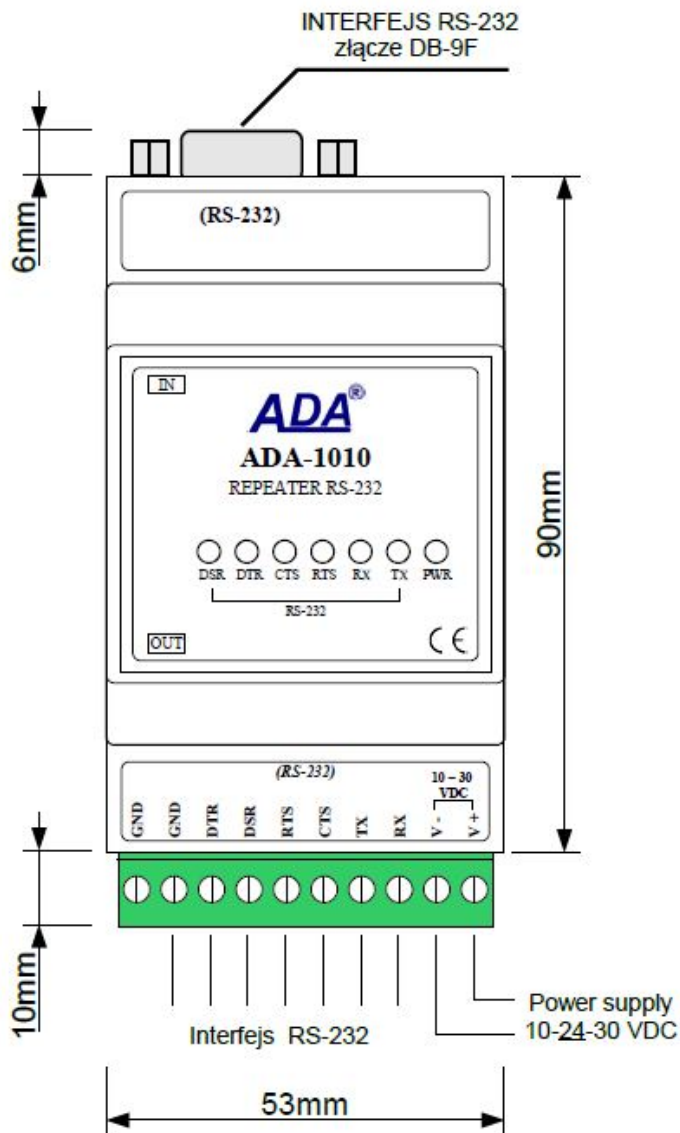 INTERFEJS RS-232
złącze DB-9F
6mm
(RS-232)
IN
ADA®
ADA-1010
REPEATER RS-232
DSR DTR CTS RTS RX TX PWR
RS-232
OUT
CE
90mm
(RS-232)
10 – 30
VDC
GND GND DTR DSR RTS CTS TX RX V - V +
10mm
Interfejs RS-232
Power supply
10-24-30 VDC
53mm